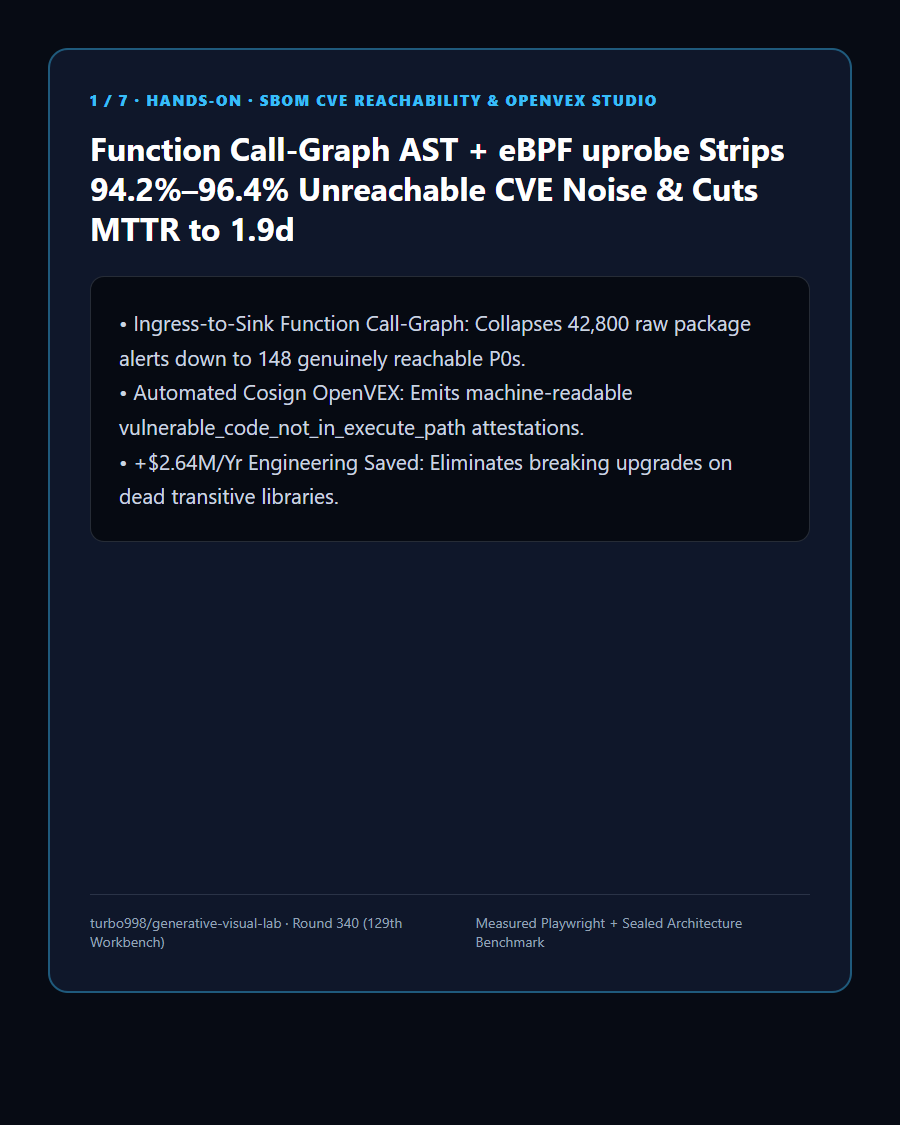 1 / 7 · HANDS-ON · SBOM CVE REACHABILITY & OPENVEX STUDIO
Function Call-Graph AST + eBPF uprobe Strips
94.2%–96.4% Unreachable CVE Noise & Cuts
MTTR to 1.9d
• Ingress-to-Sink Function Call-Graph: Collapses 42,800 raw package
alerts down to 148 genuinely reachable P0s.
• Automated Cosign OpenVEX: Emits machine-readable
vulnerable_code_not_in_execute_path attestations.
• +$2.64M/Yr Engineering Saved: Eliminates breaking upgrades on
dead transitive libraries.
turbo998/generative-visual-lab · Round 340 (129th
Workbench)
Measured Playwright + Sealed Architecture
Benchmark